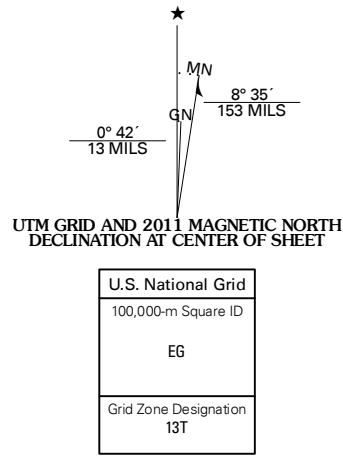 ★
MN
8° 35´
153 MILS
GN
0° 42´
13 MILS
UTM GRID AND 2011 MAGNETIC NORTH
DECLINATION AT CENTER OF SHEET
U.S. National Grid
100,000-m Square ID
EG
Grid Zone Designation
13T